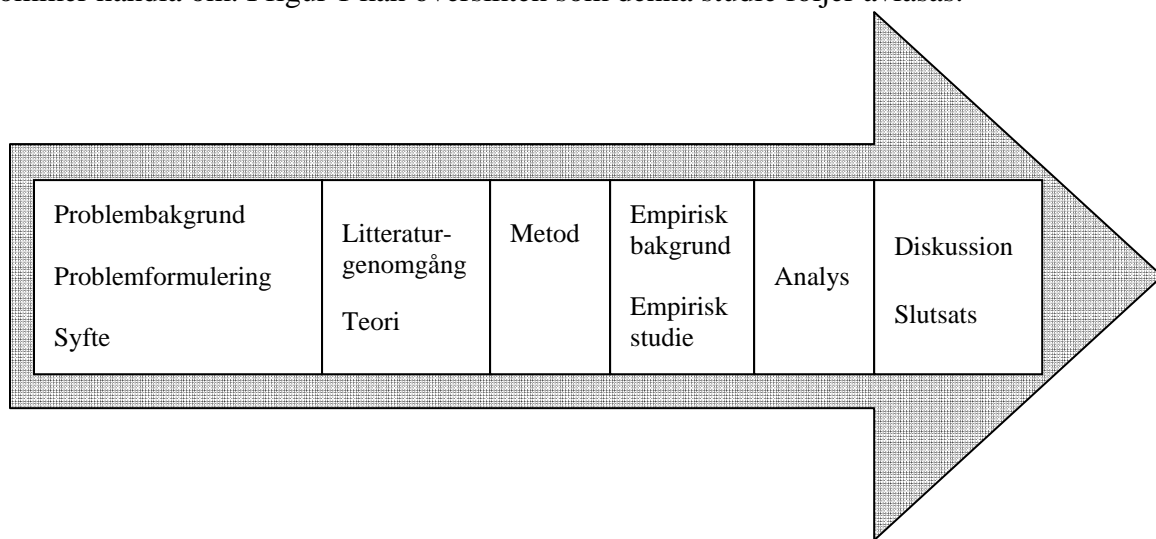 Problembakgrund
Problemformulering
Syfte
Litteratur-
genomgång
Teori
Metod
Empirisk
bakgrund
Empirisk
studie
Analys
Diskussion
Slutsats